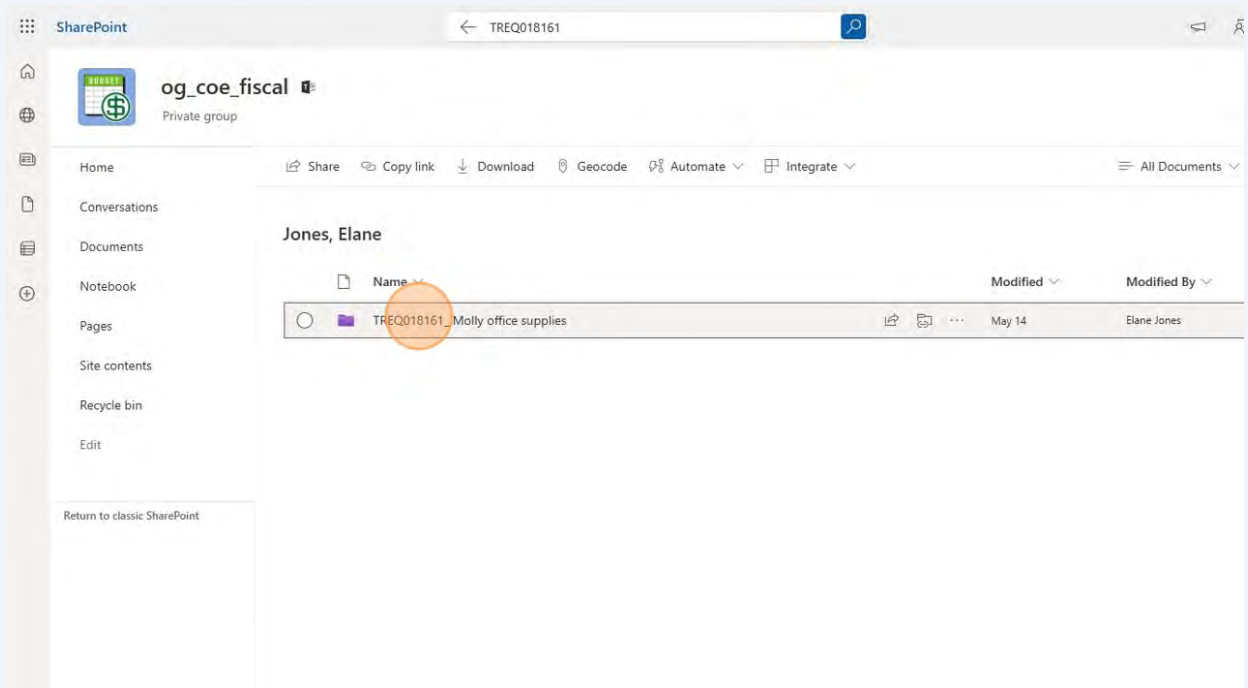 SharePoint
TREQ018161
BUDGET
og_coe_fiscal
Private group
Home
Conversations
Documents
Notebook
Pages
Site contents
Recycle bin
Edit
Return to classic SharePoint
Share Copy link Download Geocode Automate Integrate All Documents
Jones, Elane
Name Modified Modified By
TREQ018161_ Molly office supplies May 14 Elane Jones